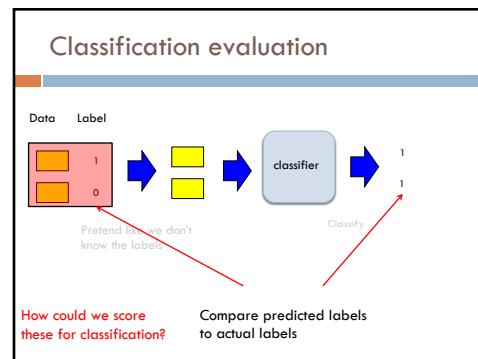 Classification evaluation
Data Label
1
0
classifier
1
1
Pretend like we don't
know the labels
Classify
How could we score
these for classification?
Compare predicted labels
to actual labels